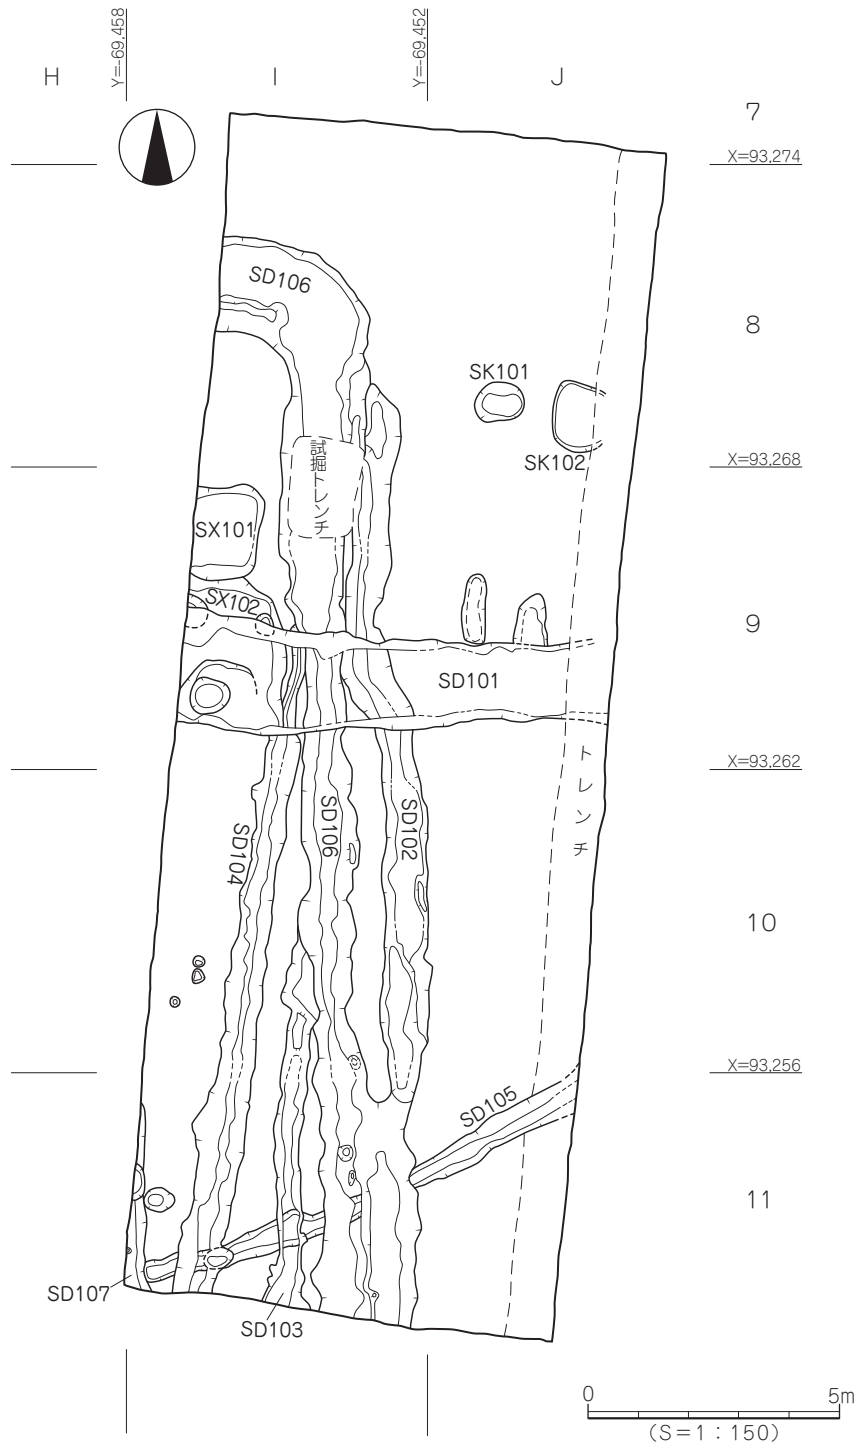 Y=-69,458
Y=-69,452
H
I
J
7
X=93,274
SD106
8
SK101
SK102
X=93,268
試掘トレンチ
SX101
SX102
9
SD101
トレンチ
X=93,262
SD104
SD106
SD102
10
X=93,256
SD105
11
SD107
SD103
0
5m
(S=1:150)